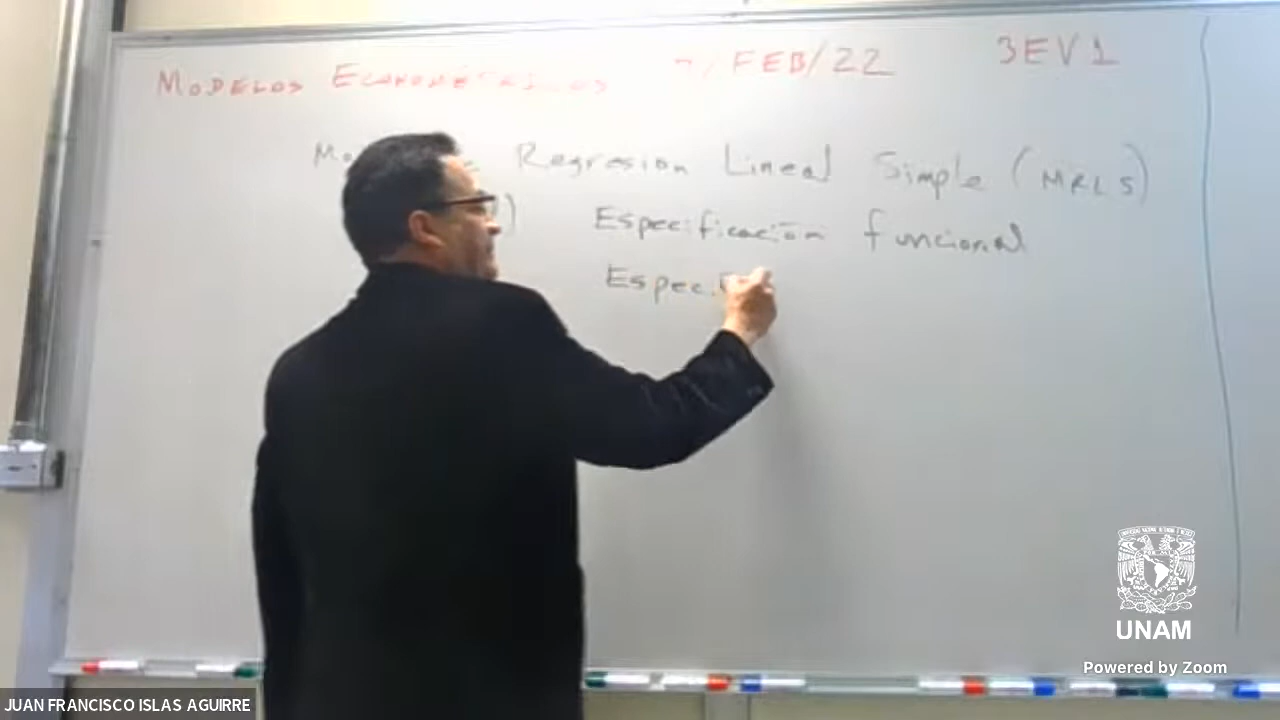 MODELOS ECONOMÉTRICOS 7/FEB/22 3EV1
Regresion Lineal Simple (MRLS)
Especificación funcional
Espec
UNAM
Powered by Zoom
JUAN FRANCISCO ISLAS AGUIRRE